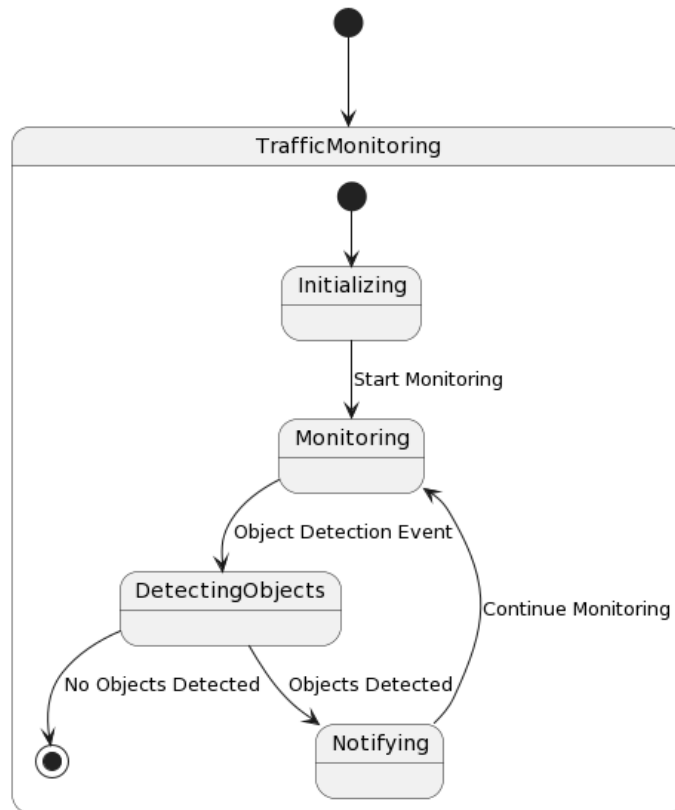 TrafficMonitoring
Initializing
Start Monitoring
Monitoring
Object Detection Event
DetectingObjects
Continue Monitoring
No Objects Detected
Objects Detected
Notifying